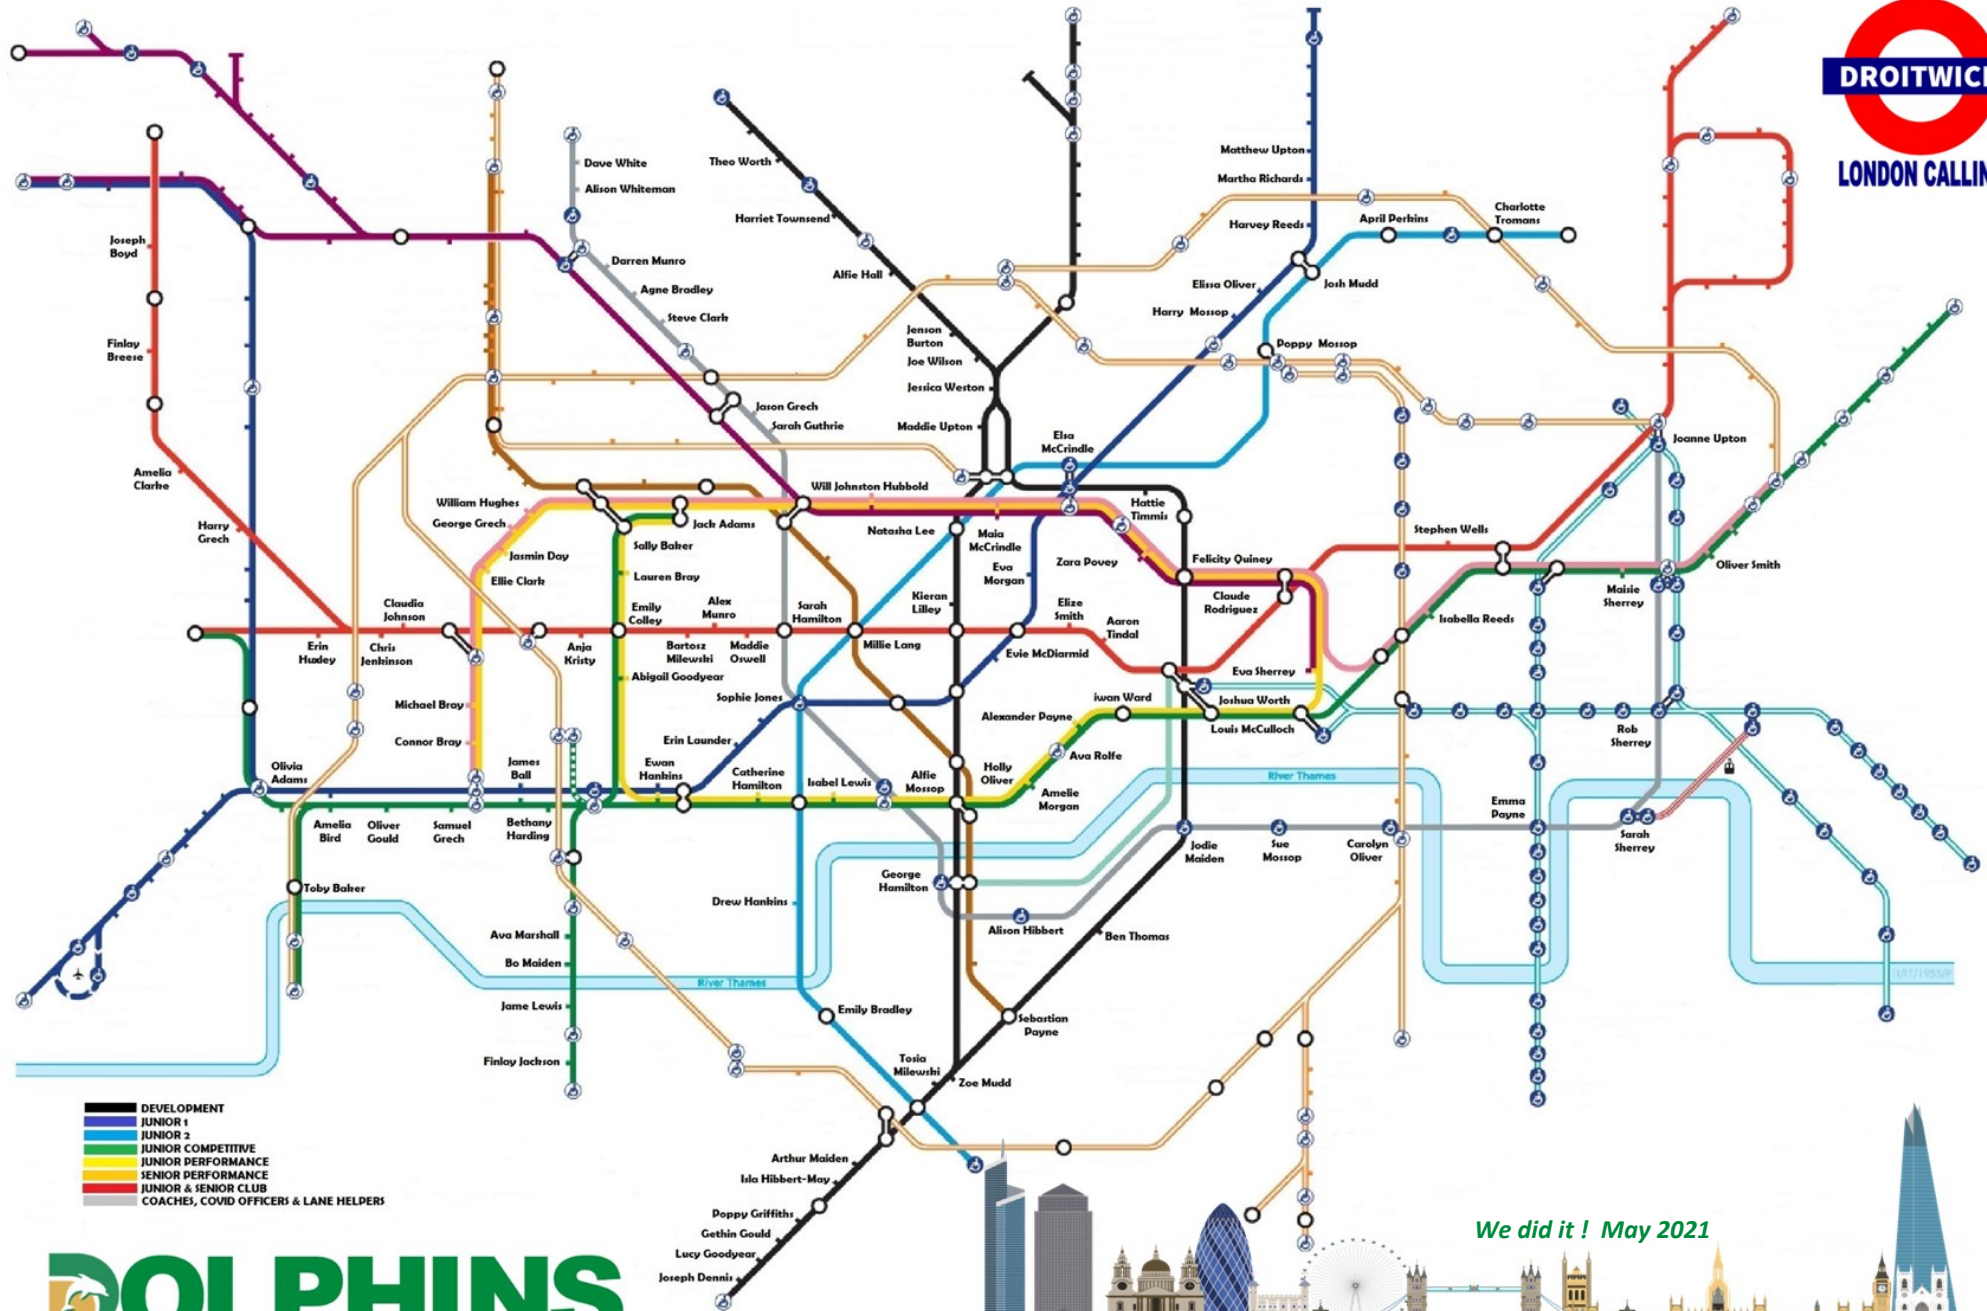 DROITWICH
LONDON CALLING
Dave White
Alison Whiteman
Darren Munro
Agne Bradley
Steve Clark
Jason Grech
Sarah Guthrie
Theo Worth
Harriet Townsend
Alfie Hall
Jenson
Burton
Joe Wilson
Jessica Weston
Maddie Upton
Matthew Upton
Martha Richards
Harvey Reeds
Elissa Oliver
Harry Mossop
April Perkins
Charlotte
Tromans
Josh Mudd
Poppy Mossop
Joanne Upton
Joseph
Boyd
Finlay
Breese
Amelia
Clarke
Harry
Grech
Elsa
McCrindle
William Hughes
George Grech
Jasmin Day
Ellie Clark
Jack Adams
Sally Baker
Lauren Bray
Emily
Colley
Will Johnston Hubbold
Natasha Lee
Maia
McCrindle
Hattie
Timmis
Zara Povey
Eva
Morgan
Felicity Quiney
Claude
Rodriguez
Stephen Wells
Maisie
Sherrey
Oliver Smith
Isabella Reeds
Claudia
Johnson
Erin
Huxley
Chris
Jenkinson
Anja
Kristy
Alex
Munro
Bartosz
Milewski
Maddie
Oswell
Sarah
Hamilton
Millie Lang
Kieran
Lilley
Elize
Smith
Aaron
Tindal
Evie McDiarmid
Abigail Goodyear
Sophie Jones
Michael Bray
Connor Bray
Erin Launder
Eva Sherrey
iwan Ward
Joshua Worth
Louis McCulloch
Alexander Payne
Ava Rolfe
Rob
Sherrey
Olivia
Adams
James
Ball
Ewan
Hankins
Catherine
Hamilton
Isabel Lewis
Alfie
Mossop
Holly
Oliver
Amelie
Morgan
Amelia
Bird
Oliver
Gould
Samuel
Grech
Bethany
Harding
River Thames
Emma
Payne
Sarah
Sherrey
Jodie
Maiden
Sue
Mossop
Carolyn
Oliver
Toby Baker
George
Hamilton
Drew Hankins
Alison Hibbert
Ben Thomas
Ava Marshall
Bo Maiden
River Thames
Jame Lewis
Finlay Jackson
Emily Bradley
Sebastian
Payne
Tosia
Milewski
Zoe Mudd
Arthur Maiden
Isla Hibbert-May
Poppy Griffiths
Gethin Gould
Lucy Goodyear
Joseph Dennis
DEVELOPMENT
JUNIOR 1
JUNIOR 2
JUNIOR COMPETITIVE
JUNIOR PERFORMANCE
SENIOR PERFORMANCE
JUNIOR & SENIOR CLUB
COACHES, COVID OFFICERS & LANE HELPERS
We did it ! May 2021
DOLPHINS